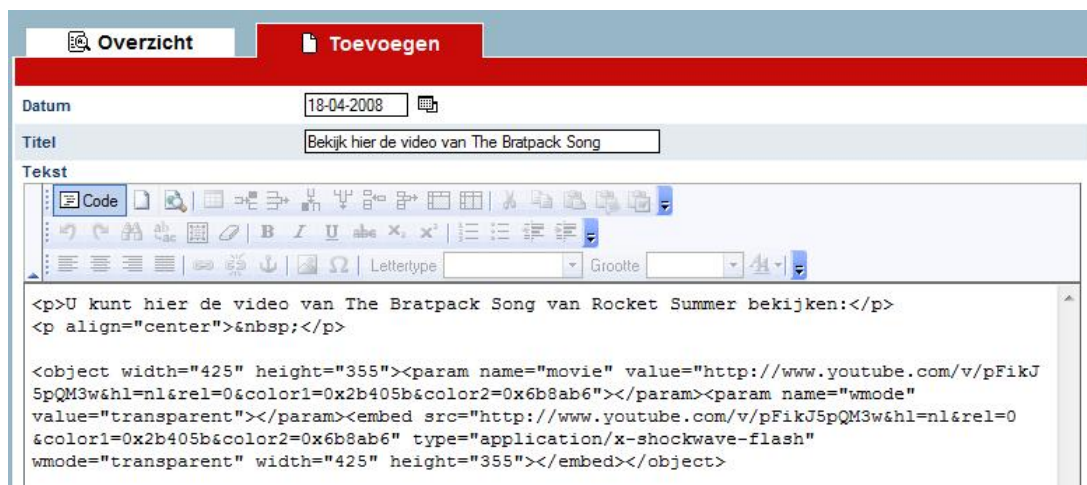 Overzicht Toevoegen
Datum 18-04-2008
Titel Bekijk hier de video van The Bratpack Song
Tekst
Code
B I U abc X₂ x²
Lettertype Grootte
<p>U kunt hier de video van The Bratpack Song van Rocket Summer bekijken:</p>
<p align="center">&nbsp;</p>
<object width="425" height="355"><param name="movie" value="http://www.youtube.com/v/pFikJ
5pQM3w&hl=nl&rel=0&color1=0x2b405b&color2=0x6b8ab6"></param><param name="wmode"
value="transparent"></param><embed src="http://www.youtube.com/v/pFikJ5pQM3w&hl=nl&rel=0
&color1=0x2b405b&color2=0x6b8ab6" type="application/x-shockwave-flash"
wmode="transparent" width="425" height="355"></embed></object>